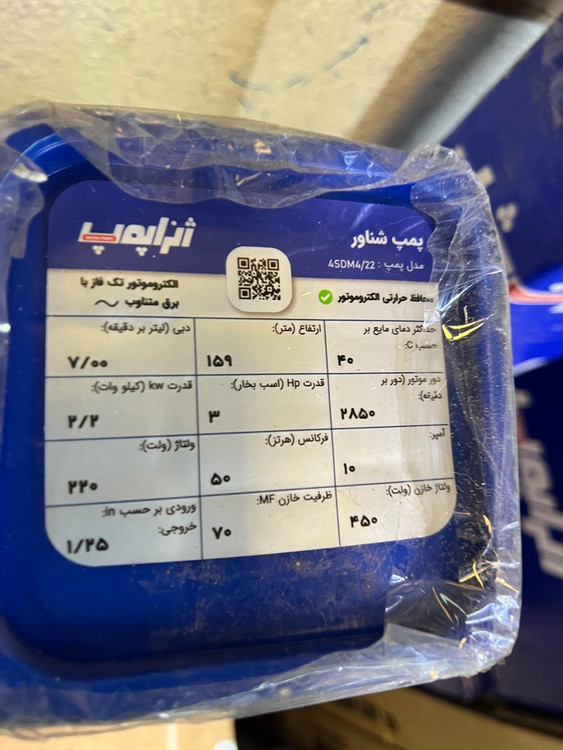 ژنراپمپ
پمپ شناور
مدل پمپ : 4SDM4/22
محافظ حرارتی الکتروموتور
الکتروموتور تک فاز با
برق متناوب
حداکثر دمای مایع بر
حسب C:
۴۰
ارتفاع (متر):
۱۵۹
دبی (لیتر بر دقیقه):
۷/۰۰
دور موتور (دور بر
دقیقه):
۲۸۵۰
قدرت Hp (اسب بخار):
۳
قدرت kw (کیلو وات):
۲/۲
آمپر:
۱۰
فرکانس (هرتز):
۵۰
ولتاژ (ولت):
۲۲۰
ولتاژ خازن (ولت):
۴۵۰
ظرفیت خازن MF:
۷۰
ورودی بر حسب in:
خروجی:
۱/۲۵